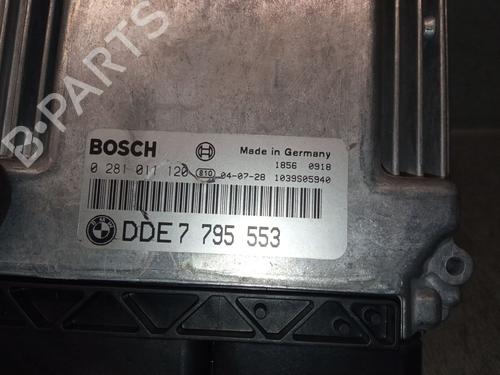 B-PARTS
BOSCH
Made in Germany
1856 0918
0 281 011 120 810 04-07-28 1039S05940
DDE 7 795 553